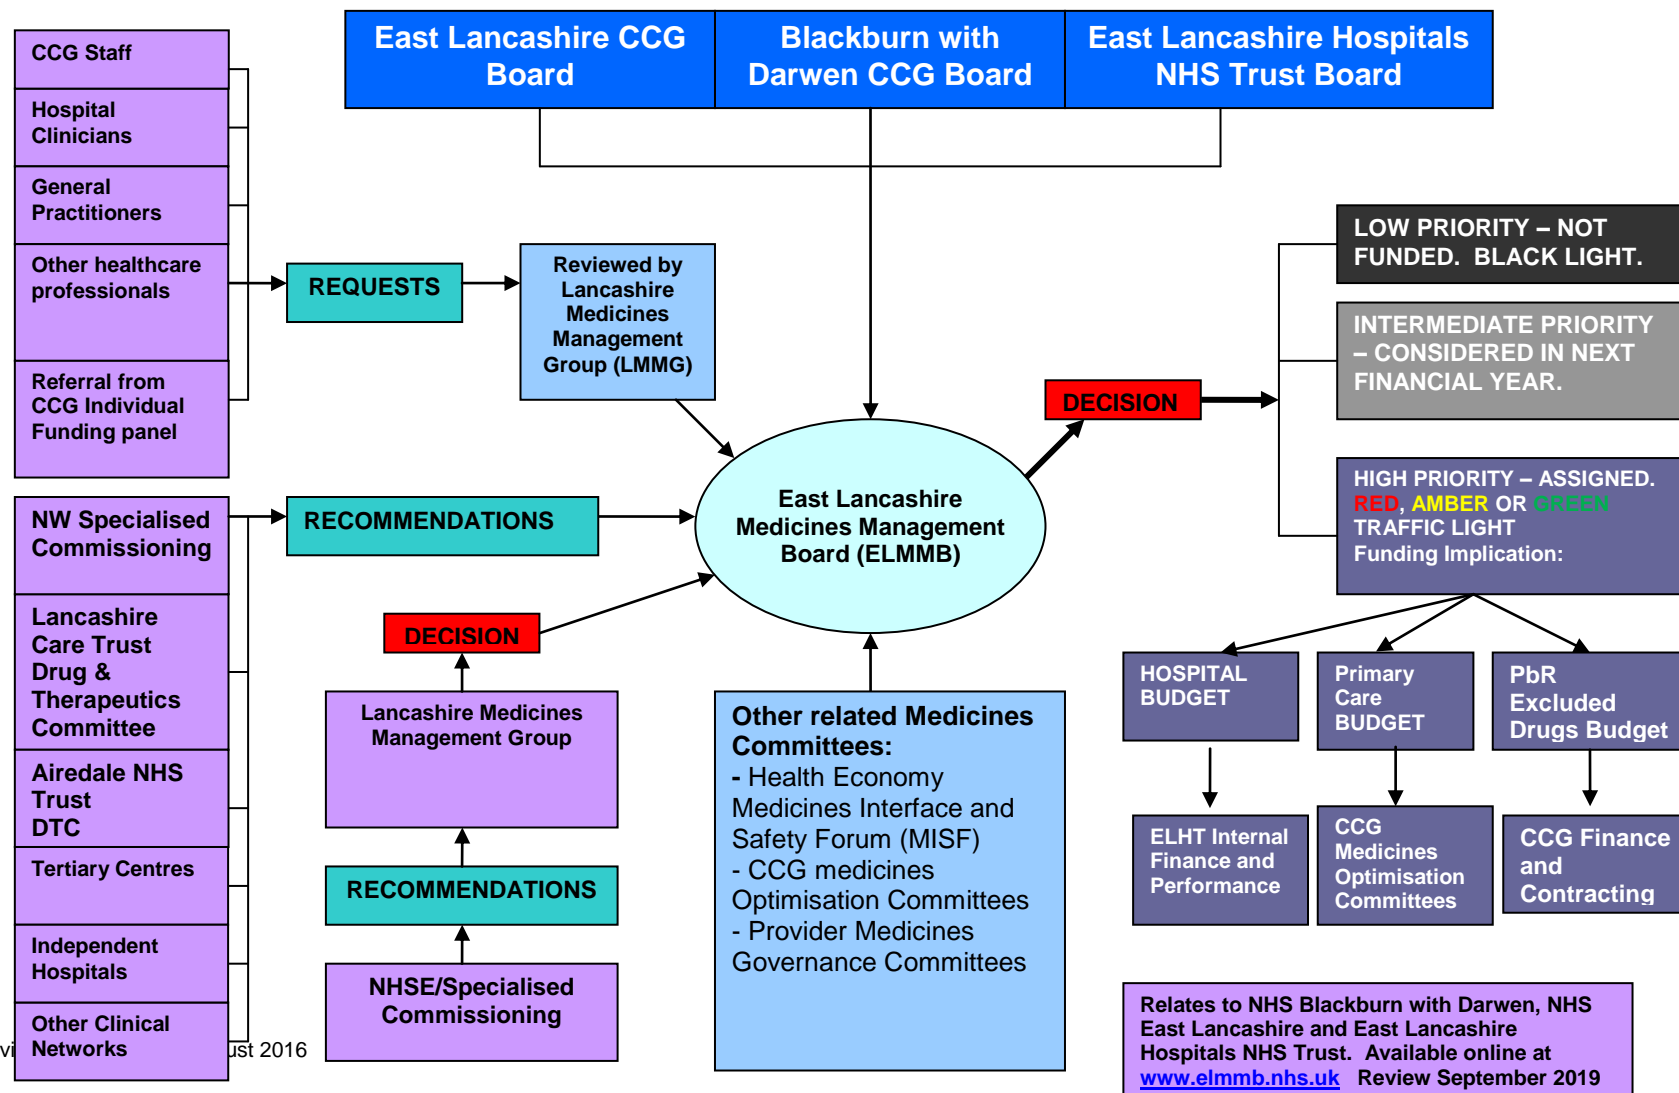 East Lancashire CCG
Board
Blackburn with
Darwen CCG Board
East Lancashire Hospitals
NHS Trust Board
CCG Staff
Hospital
Clinicians
General
Practitioners
Other healthcare
professionals
Referral from
CCG Individual
Funding panel
REQUESTS
Reviewed by
Lancashire
Medicines
Management
Group (LMMG)
NW Specialised
Commissioning
Lancashire
Care Trust
Drug &
Therapeutics
Committee
Airedale NHS
Trust
DTC
Tertiary Centres
Independent
Hospitals
Other Clinical
Networks
2016
RECOMMENDATIONS
DECISION
Lancashire Medicines
Management Group
RECOMMENDATIONS
NHSE/Specialised
Commissioning
East Lancashire
Medicines Management
Board (ELMMB)
Other related Medicines
Committees:
- Health Economy
Medicines Interface and
Safety Forum (MISF)
- CCG medicines
Optimisation Committees
- Provider Medicines
Governance Committees
DECISION
LOW PRIORITY – NOT
FUNDED. BLACK LIGHT.
INTERMEDIATE PRIORITY
– CONSIDERED IN NEXT
FINANCIAL YEAR.
HIGH PRIORITY – ASSIGNED.
RED, AMBER OR GREEN
TRAFFIC LIGHT
Funding Implication:
HOSPITAL
BUDGET
Primary
Care
BUDGET
PbR
Excluded
Drugs Budget
ELHT Internal
Finance and
Performance
CCG
Medicines
Optimisation
Committees
CCG Finance
and
Contracting
Relates to NHS Blackburn with Darwen, NHS
East Lancashire and East Lancashire
Hospitals NHS Trust. Available online at
www.elmmb.nhs.uk Review September 2019